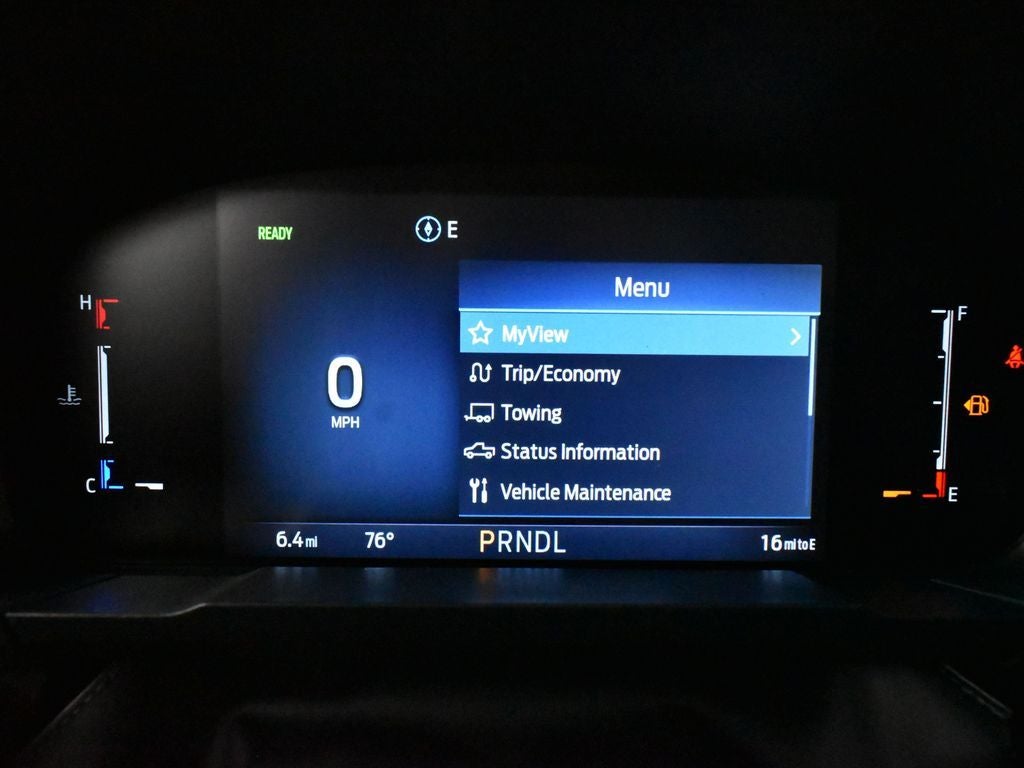 READY
E
H
Menu
F
MyView
Trip/Economy
0
MPH
Towing
Status Information
C
Vehicle Maintenance
E
6.4 mi 76° PRNDL 16 mi to E